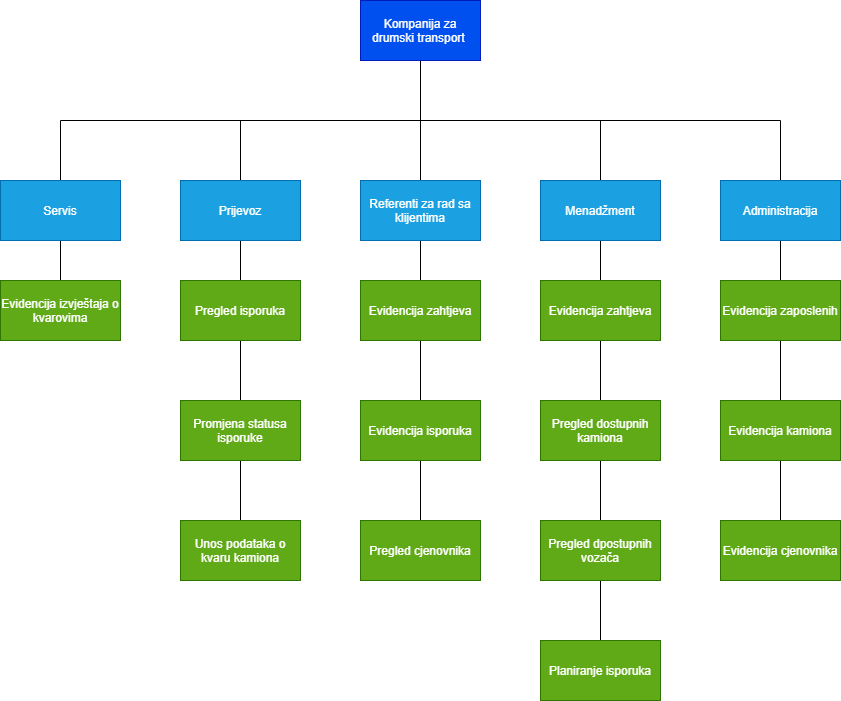 Kompanija za
drumski transport
Servis
Prijevoz
Referenti za rad sa
klijentima
Menadžment
Administracija
Evidencija izvještaja o
kvarovima
Pregled isporuka
Evidencija zahtjeva
Evidencija zahtjeva
Evidencija zaposlenih
Promjena statusa
isporuke
Evidencija isporuka
Pregled dostupnih
kamiona
Evidencija kamiona
Unos podataka o
kvaru kamiona
Pregled cjenovnika
Pregled dpostupnih
vozača
Evidencija cjenovnika
Planiranje isporuka